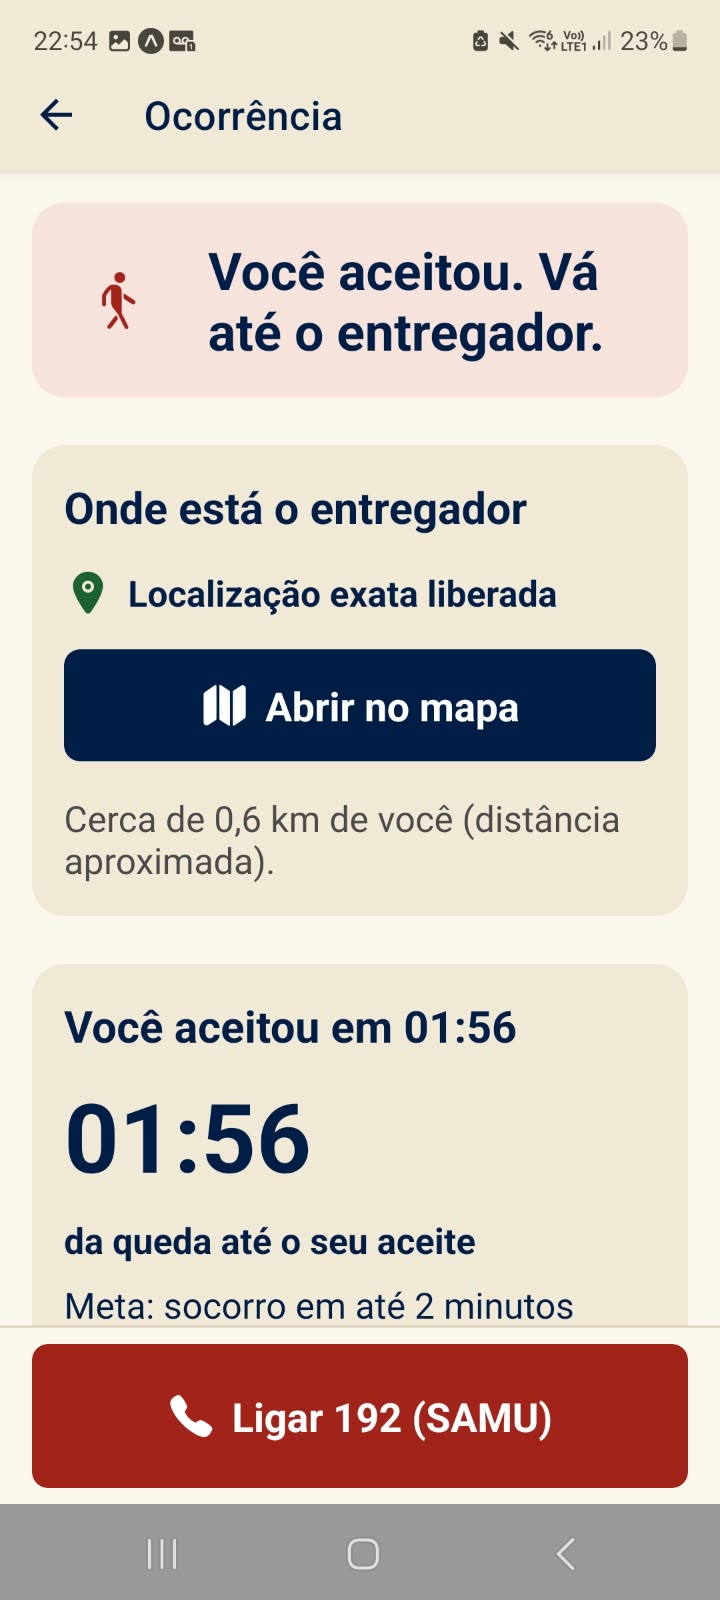 22:54
Vo))
LTE1
23%
Ocorrência
Você aceitou. Vá
até o entregador.
Onde está o entregador
Localização exata liberada
Abrir no mapa
Cerca de 0,6 km de você (distância
aproximada).
Você aceitou em 01:56
01:56
da queda até o seu aceite
Meta: socorro em até 2 minutos
Ligar 192 (SAMU)